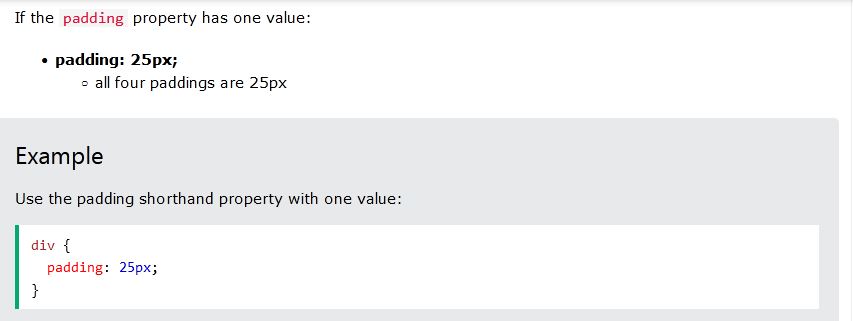 If the padding property has one value:
• padding: 25px;
◦ all four paddings are 25px
Example
Use the padding shorthand property with one value:
div {
  padding: 25px;
}